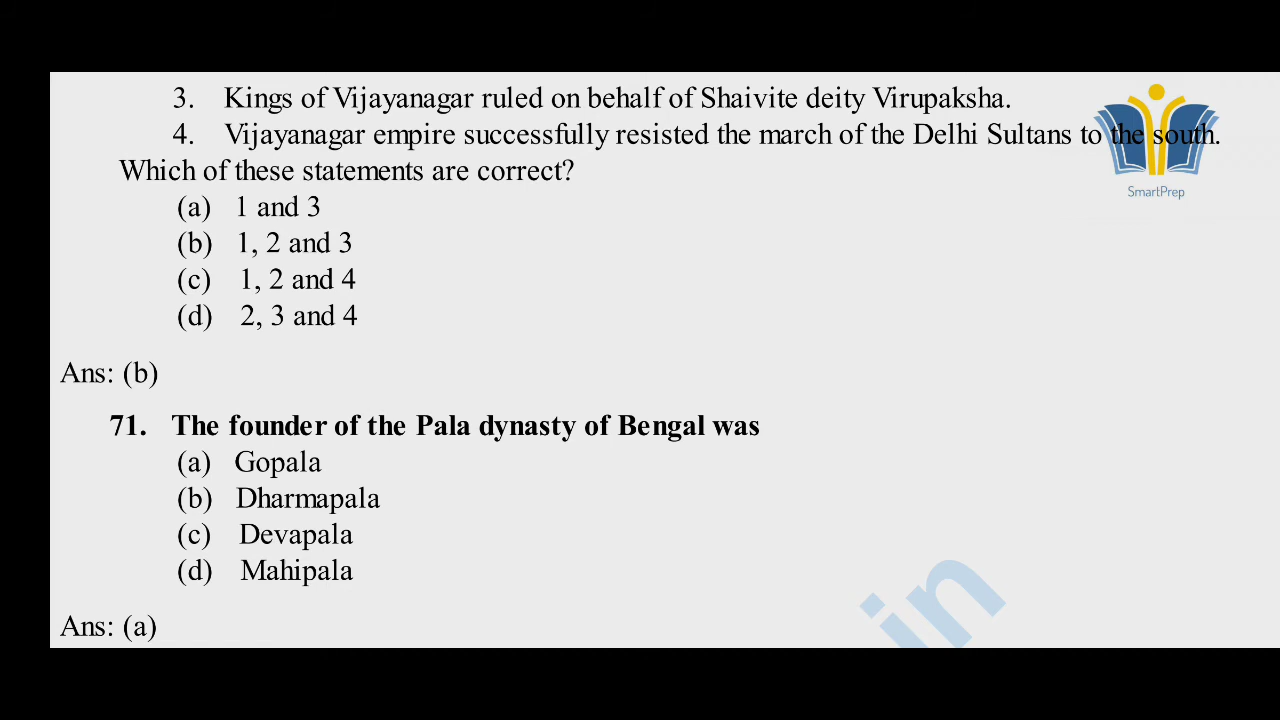 3. Kings of Vijayanagar ruled on behalf of Shaivite deity Virupaksha.
4. Vijayanagar empire successfully resisted the march of the Delhi Sultans to the south.
Which of these statements are correct?
SmartPrep
(a) 1 and 3
(b) 1, 2 and 3
(c) 1, 2 and 4
(d) 2, 3 and 4
Ans: (b)
71. The founder of the Pala dynasty of Bengal was
(a) Gopala
(b) Dharmapala
(c) Devapala
(d) Mahipala
in
Ans: (a)